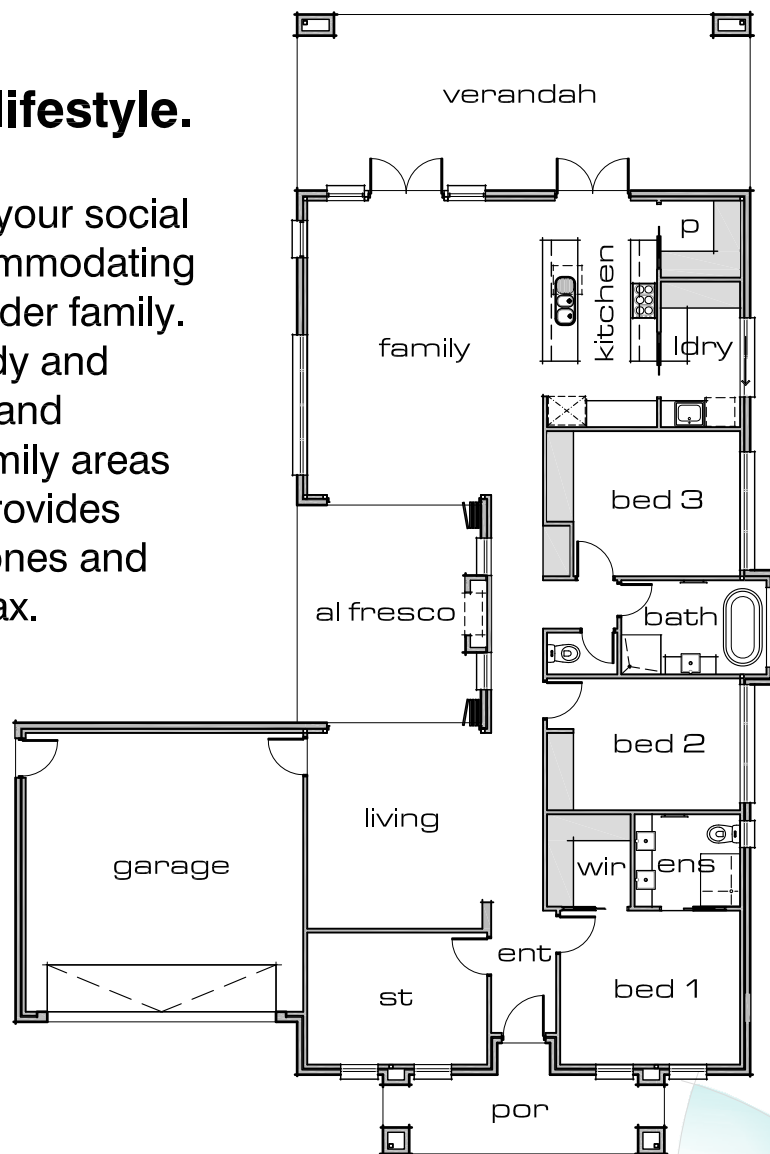 lifestyle.
your social
ommodating
der family.
dy and
and
mily areas
rovides
ones and
ax.
verandah
p
kitchen
family
ldry
bed 3
al fresco
bath
bed 2
living
garage
wir
ens
ent
st
bed 1
por